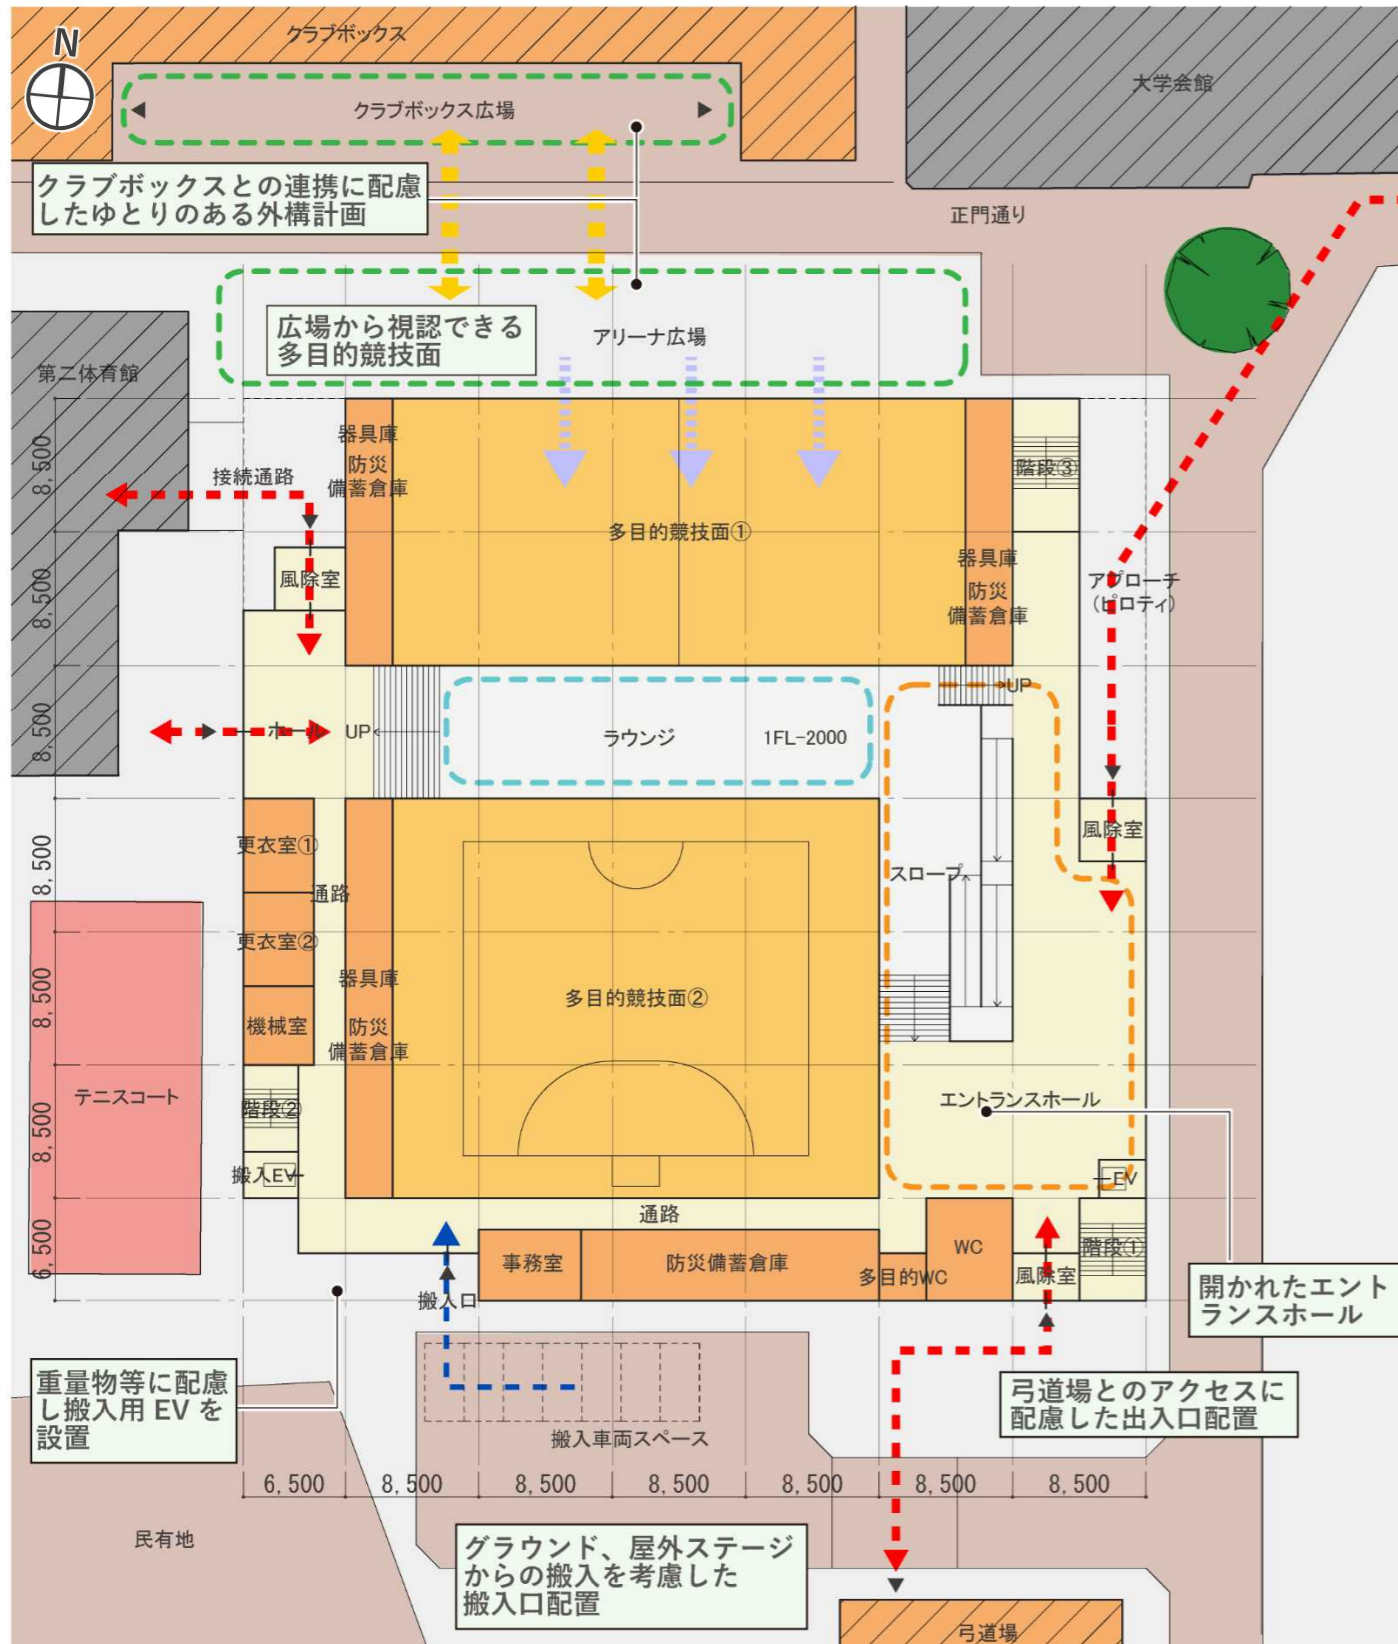 クラブボックス
N
大学会館
クラブボックス広場
クラブボックスとの連携に配慮
したゆとりのある外構計画
正門通り
広場から視認できる
多目的競技面
アリーナ広場
第二体育館
器具庫
防災
備蓄倉庫
階段③
接続通路
8,500
多目的競技面①
器具庫
防災
備蓄倉庫
風除室
アプローチ
(ピロティ)
8,500
UP
ホール
UP
ラウンジ
1FL-2000
8,500
風除室
更衣室①
8,500
スロープ
通路
更衣室②
器具庫
8,500
多目的競技面②
機械室
防災
備蓄倉庫
テニスコート
階段②
エントランスホール
8,500
搬入EV
EV
通路
6,500
事務室
防災備蓄倉庫
WC
階段①
多目的WC
風除室
搬入口
開かれたエント
ランスホール
重量物等に配慮
し搬入用 EV を
設置
弓道場とのアクセスに
配慮した出入口配置
搬入車両スペース
6,500
8,500
8,500
8,500
8,500
8,500
8,500
民有地
グラウンド、屋外ステージ
からの搬入を考慮した
搬入口配置
弓道場